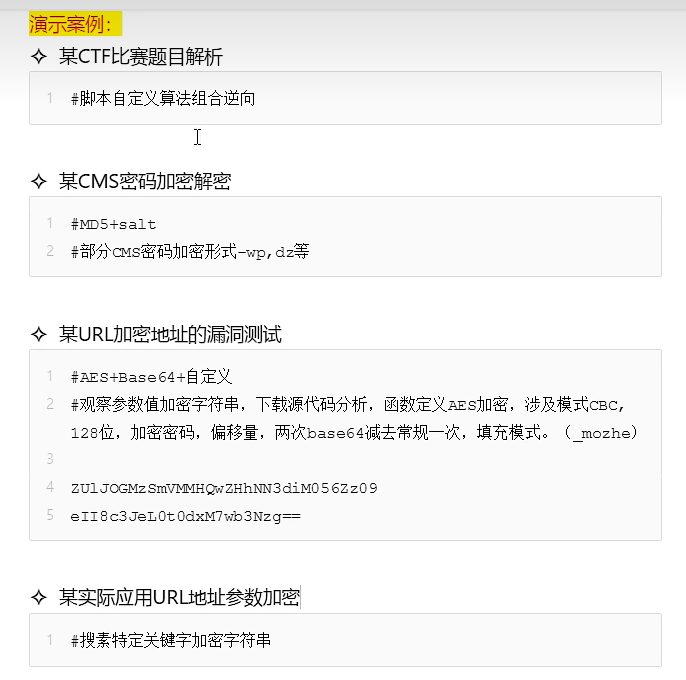 演示案例：
✧ 某CTF比赛题目解析
1 #脚本自定义算法组合逆向
✧ 某CMS密码加密解密
1 #MD5+salt
2 #部分CMS密码加密形式-wp,dz等
✧ 某URL加密地址的漏洞测试
1 #AES+Base64+自定义
2 #观察参数值加密字符串，下载源代码分析，函数定义AES加密，涉及模式CBC，
128位，加密密码，偏移量，两次base64减去常规一次，填充模式。（_mozhe）
3
4 ZUlJOGMzSmVMMHQwZHhNN3diM056Zz09
5 eII8c3JeL0t0dxM7wb3Nzg==
✧ 某实际应用URL地址参数加密
1 #搜素特定关键字加密字符串